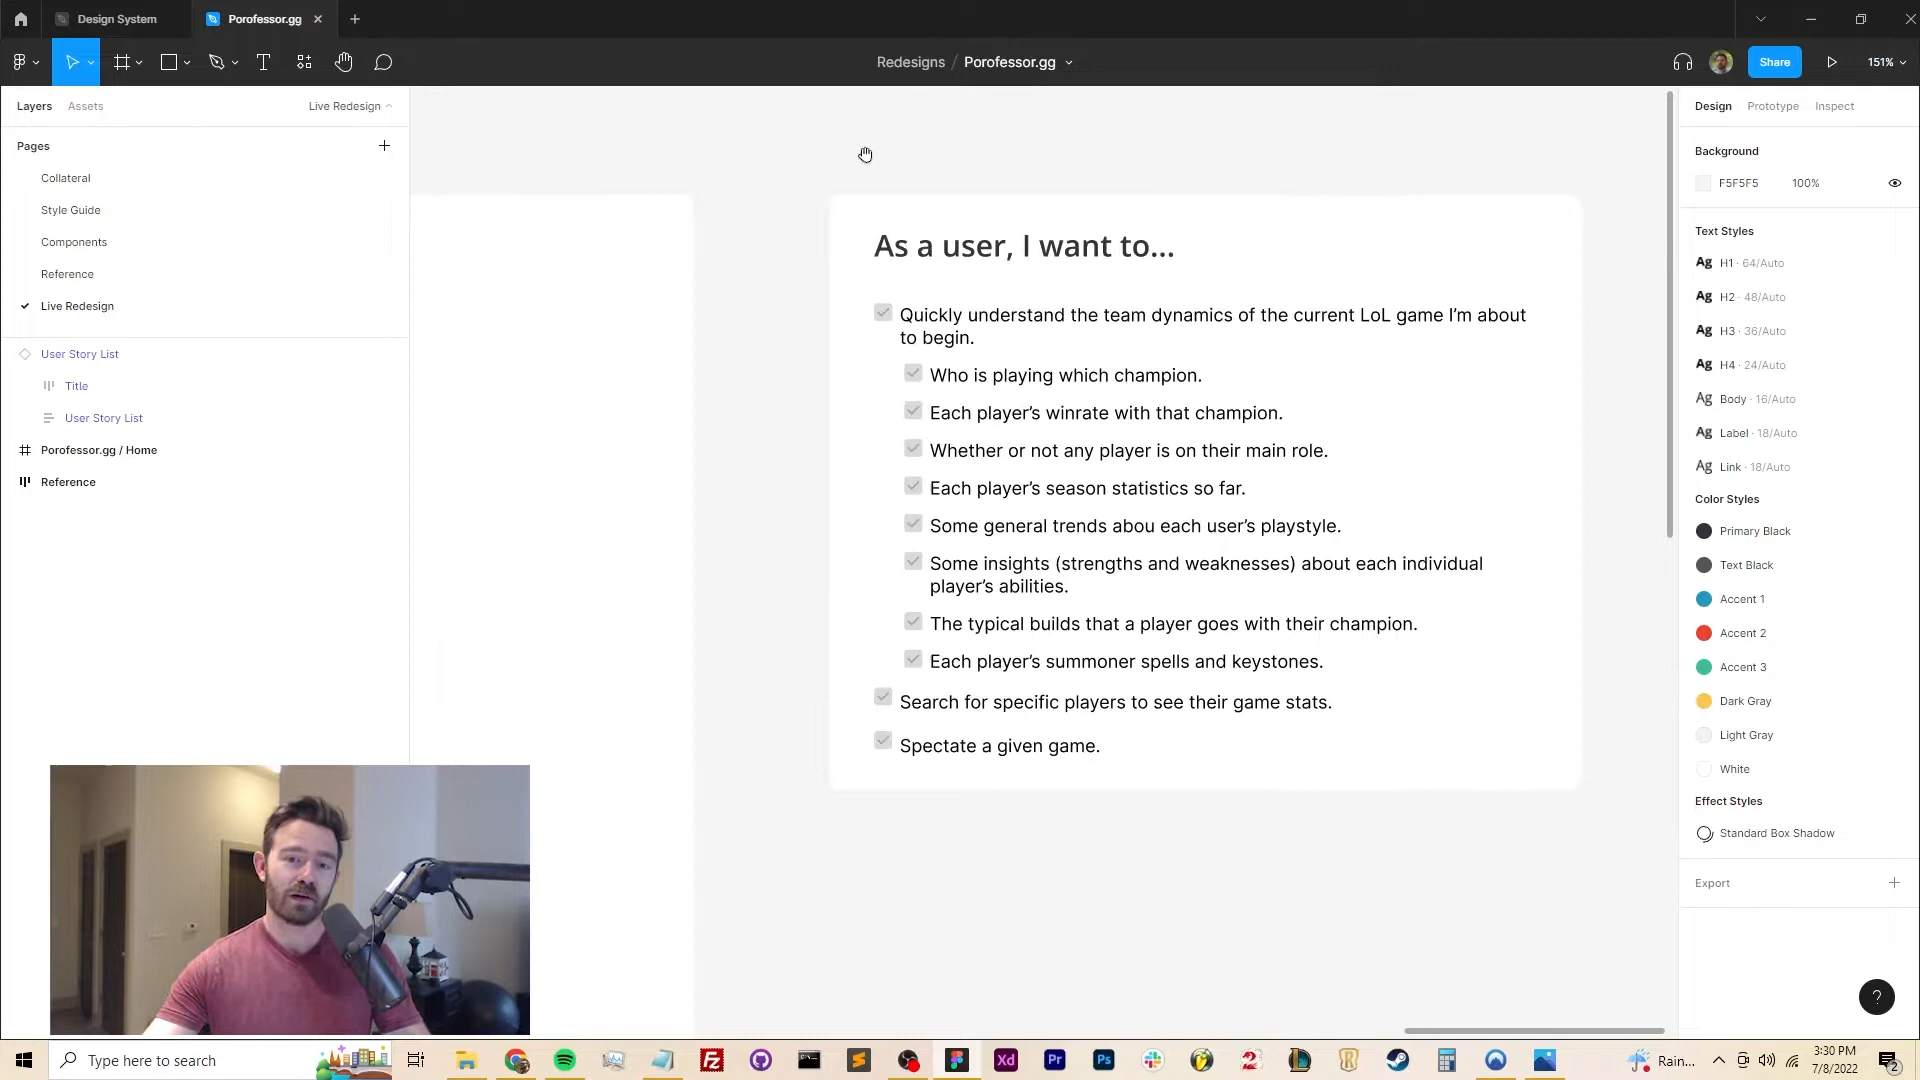 Design System
Porofessor.gg
Redesigns / Porofessor.gg
Share
151%
Layers
Assets
Live Redesign
Pages
Collateral
Style Guide
Components
Reference
Live Redesign
User Story List
Title
User Story List
Porofessor.gg / Home
Reference
As a user, I want to...
Quickly understand the team dynamics of the current LoL game I’m about
to begin.
Who is playing which champion.
Each player’s winrate with that champion.
Whether or not any player is on their main role.
Each player’s season statistics so far.
Some general trends abou each user’s playstyle.
Some insights (strengths and weaknesses) about each individual
player’s abilities.
The typical builds that a player goes with their champion.
Each player’s summoner spells and keystones.
Search for specific players to see their game stats.
Spectate a given game.
Design
Prototype
Inspect
Background
F5F5F5
100%
Text Styles
Ag H1 · 64/Auto
Ag H2 · 48/Auto
Ag H3 · 36/Auto
Ag H4 · 24/Auto
Ag Body · 16/Auto
Ag Label · 18/Auto
Ag Link · 18/Auto
Color Styles
Primary Black
Text Black
Accent 1
Accent 2
Accent 3
Dark Gray
Light Gray
White
Effect Styles
Standard Box Shadow
Export
?
Type here to search
Xd
Pr
Ps
Rain...
3:30 PM
7/8/2022
2